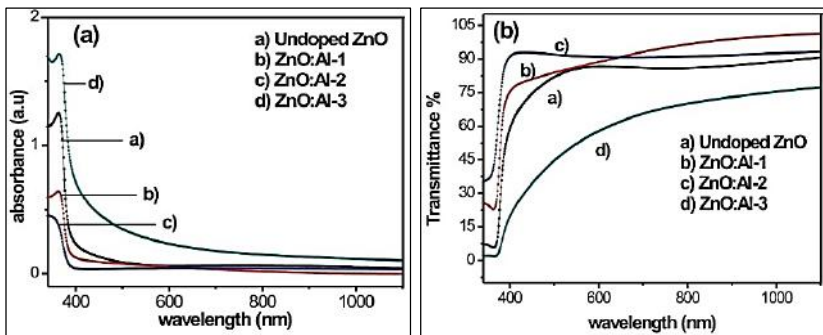 2
1
0
absorbance (a.u)
(a)
a) Undoped ZnO
b) ZnO:Al-1
c) ZnO:Al-2
d) ZnO:Al-3
d)
a)
b)
c)
400 600 800 1000
wavelength (nm)
105
90
75
60
45
30
15
0
Transmittance %
(b)
c)
b)
a)
d)
a) Undoped ZnO
b) ZnO:Al-1
c) ZnO:Al-2
d) ZnO:Al-3
400 600 800 1000
wavelength (nm)